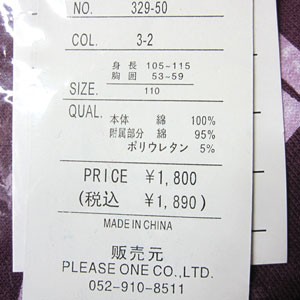 NO. 329-50
COL. 3-2
身長 105~115
胸囲 53~59
SIZE. 110
QUAL. 本体 綿 100%
附属部分 綿 95%
ポリウレタン 5%
PRICE ¥1,800
(税込 ¥1,890)
MADE IN CHINA
販売元
PLEASE ONE CO.,LTD.
052-910-8511